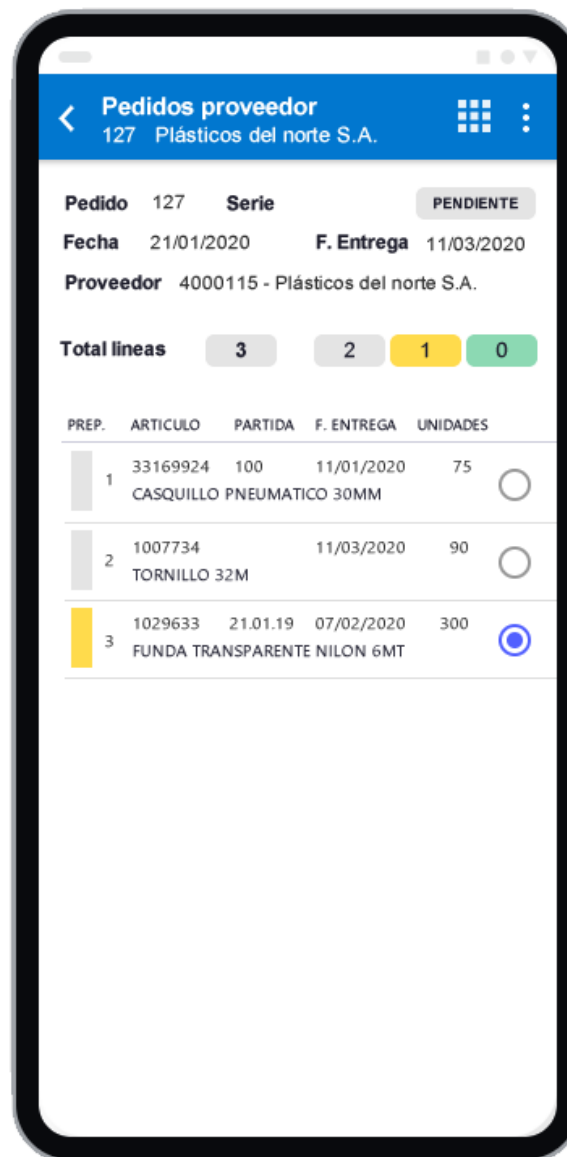 Pedidos proveedor
127 Plásticos del norte S.A.
Pedido 127 Serie PENDIENTE
Fecha 21/01/2020 F. Entrega 11/03/2020
Proveedor 4000115 - Plásticos del norte S.A.
Total lineas 3 2 1 0
PREP. ARTICULO PARTIDA F. ENTREGA UNIDADES
1 33169924 100 11/01/2020 75
CASQUILLO PNEUMATICO 30MM
2 1007734 11/03/2020 90
TORNILLO 32M
3 1029633 21.01.19 07/02/2020 300
FUNDA TRANSPARENTE NILON 6MT